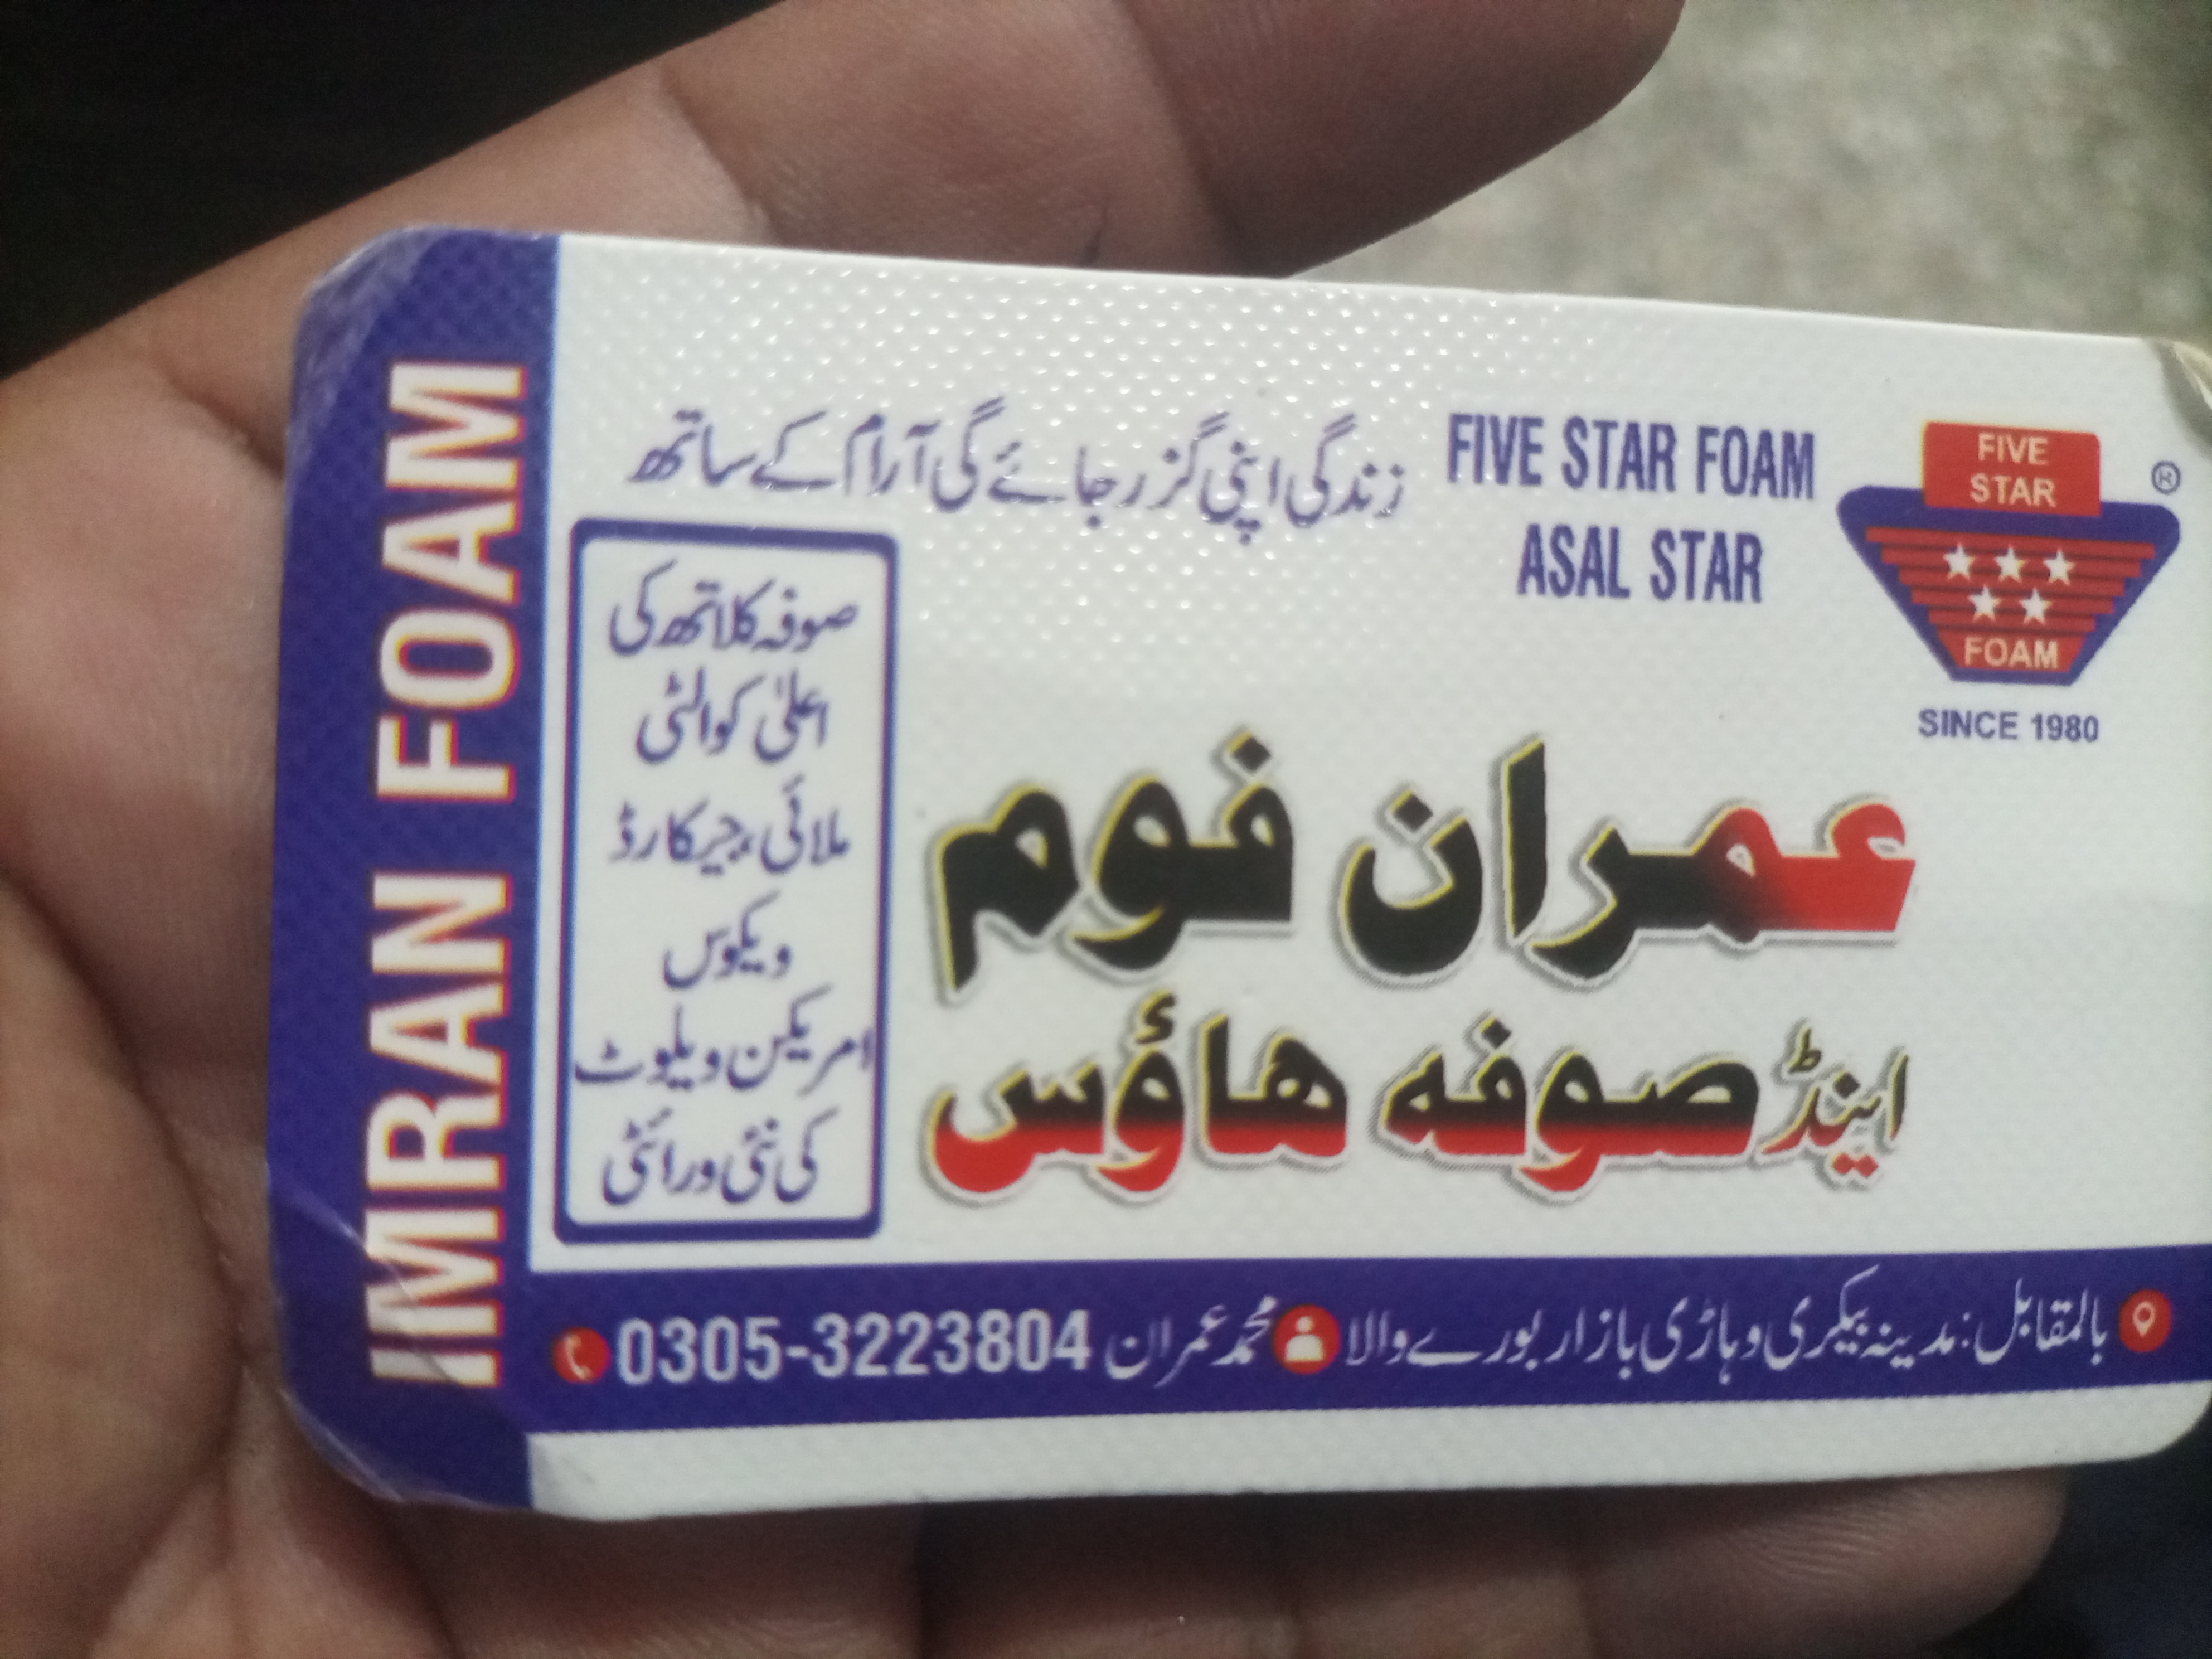 IMRAN FOAM
زندگی اپنی گزر جائے گی آرام کے ساتھ
FIVE STAR FOAM
ASAL STAR
FIVE
STAR
®
FOAM
SINCE 1980
صوفہ کلاتھ کی
اعلیٰ کوالٹی
ملائی، جیکارڈ
ویکوس
امریکن ویلوٹ
کی نئی ورائٹی
عمران فوم
اینڈ صوفہ ھاؤس
بالمقابل: مدینہ بیکری وہاڑی بازار بورے والا محمد عمران 0305-3223804